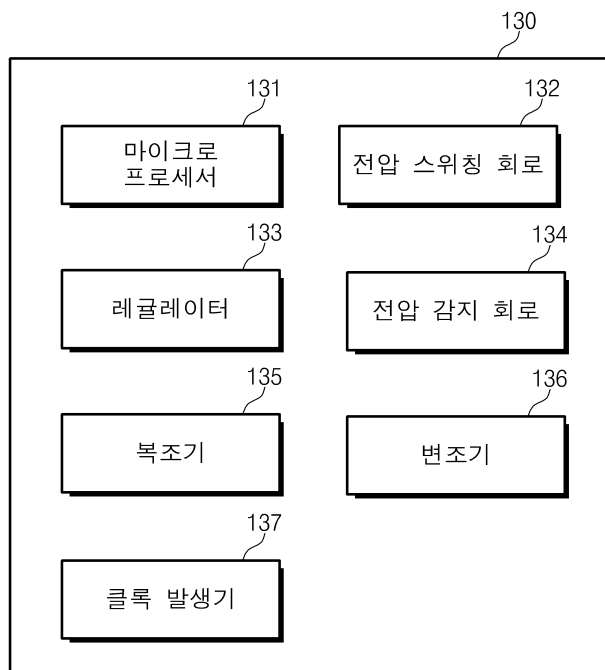 130
131
132
마이크로
프로세서
전압 스위칭 회로
133
134
레귤레이터
전압 감지 회로
135
136
복조기
변조기
137
클록 발생기